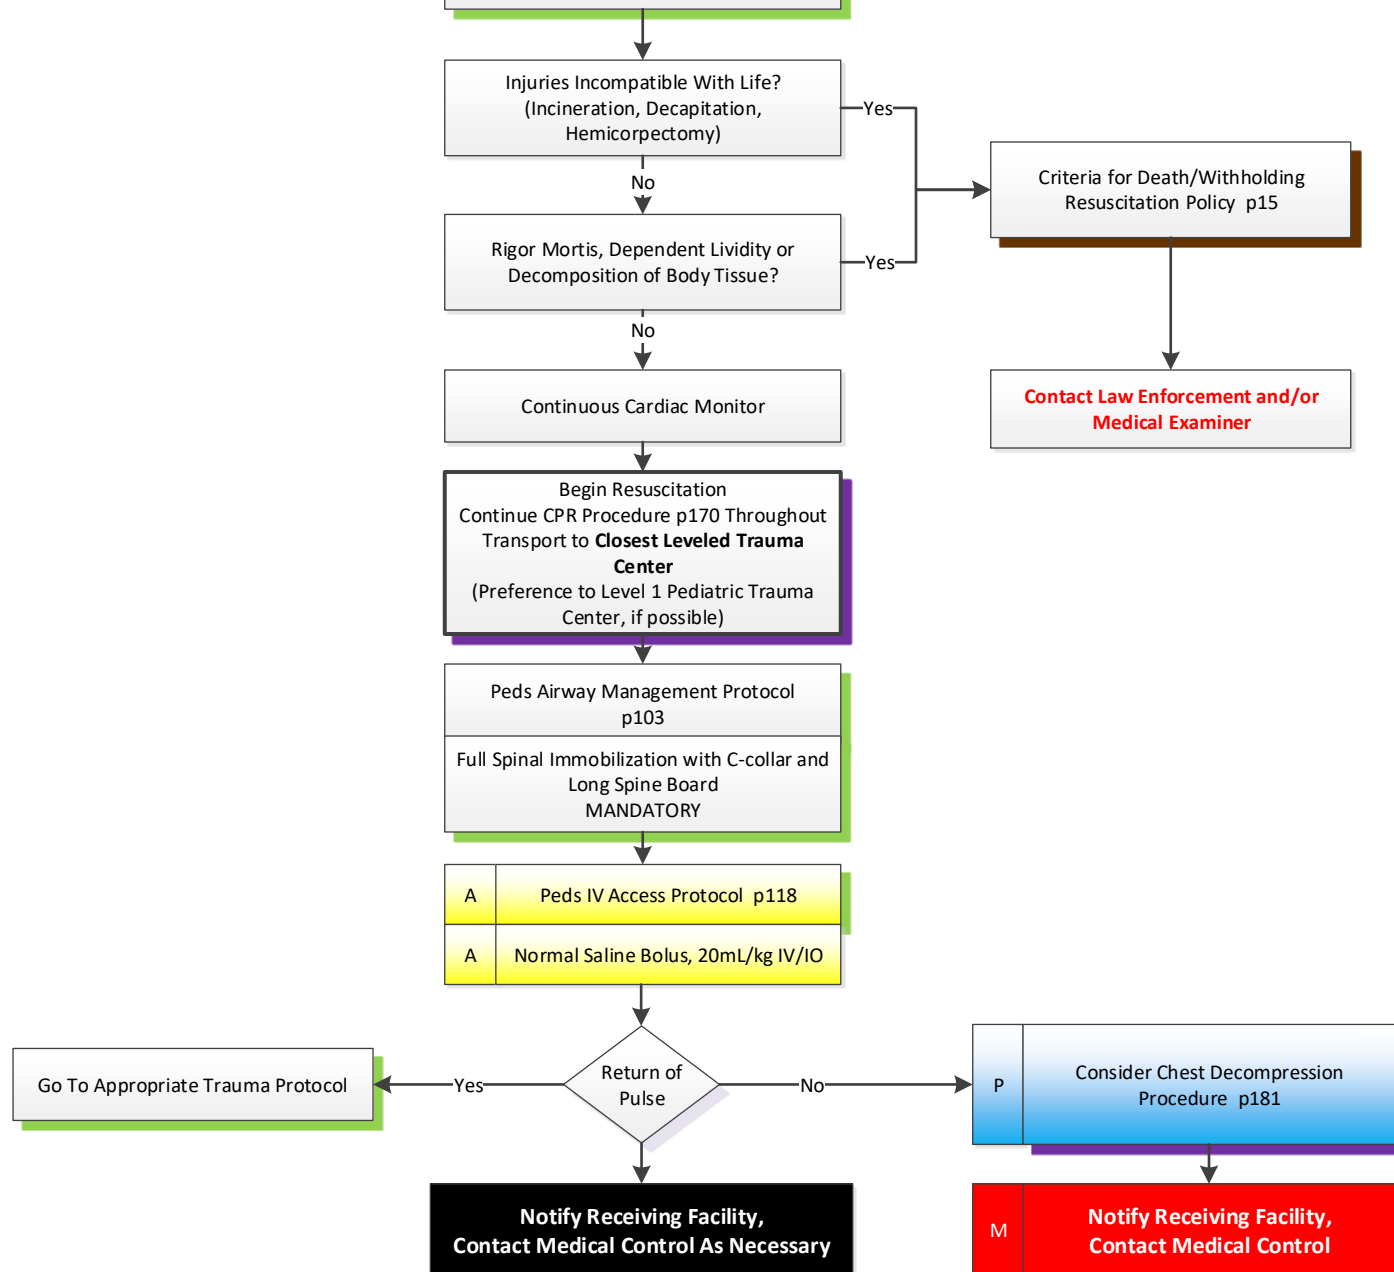 Injuries Incompatible With Life?
(Incineration, Decapitation,
Hemicorpectomy)
Yes
No
Criteria for Death/Withholding
Resuscitation Policy  p15
Rigor Mortis, Dependent Lividity or
Decomposition of Body Tissue?
Yes
No
Contact Law Enforcement and/or
Medical Examiner
Continuous Cardiac Monitor
Begin Resuscitation
Continue CPR Procedure p170 Throughout
Transport to Closest Leveled Trauma
Center
(Preference to Level 1 Pediatric Trauma
Center, if possible)
Peds Airway Management Protocol
p103
Full Spinal Immobilization with C-collar and
Long Spine Board
MANDATORY
A
Peds IV Access Protocol  p118
A
Normal Saline Bolus, 20mL/kg IV/IO
Go To Appropriate Trauma Protocol
Yes
Return of
Pulse
No
P
Consider Chest Decompression
Procedure  p181
Notify Receiving Facility,
Contact Medical Control As Necessary
M
Notify Receiving Facility,
Contact Medical Control